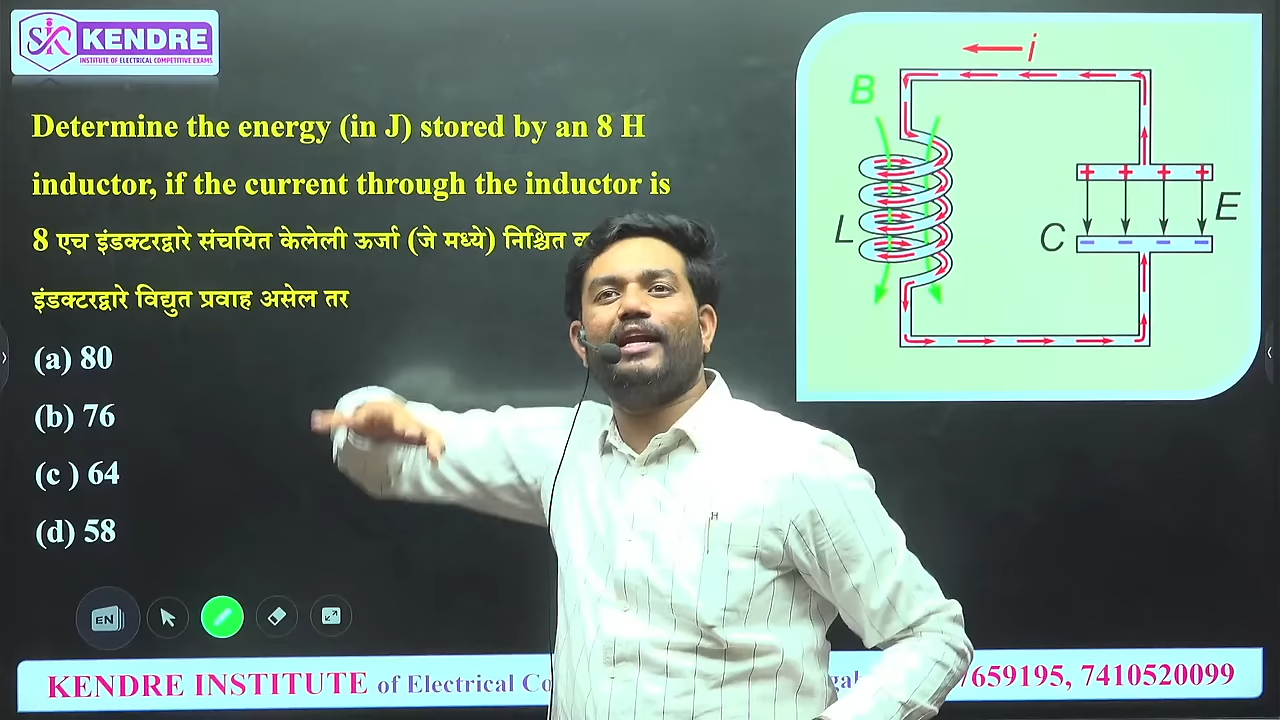 SIR KENDRE
INSTITUTE OF ELECTRICAL COMPETITIVE EXAMS
Determine the energy (in J) stored by an 8 H
inductor, if the current through the inductor is
8 एच इंडक्टरद्वारे संचयित केलेली ऊर्जा (जे मध्ये) निश्चित
इंडक्टरद्वारे विद्युत प्रवाह असेल तर
(a) 80
(b) 76
(c ) 64
(d) 58
i
B
L
C
E
EN
H
KENDRE INSTITUTE of Electrical 7659195, 7410520099